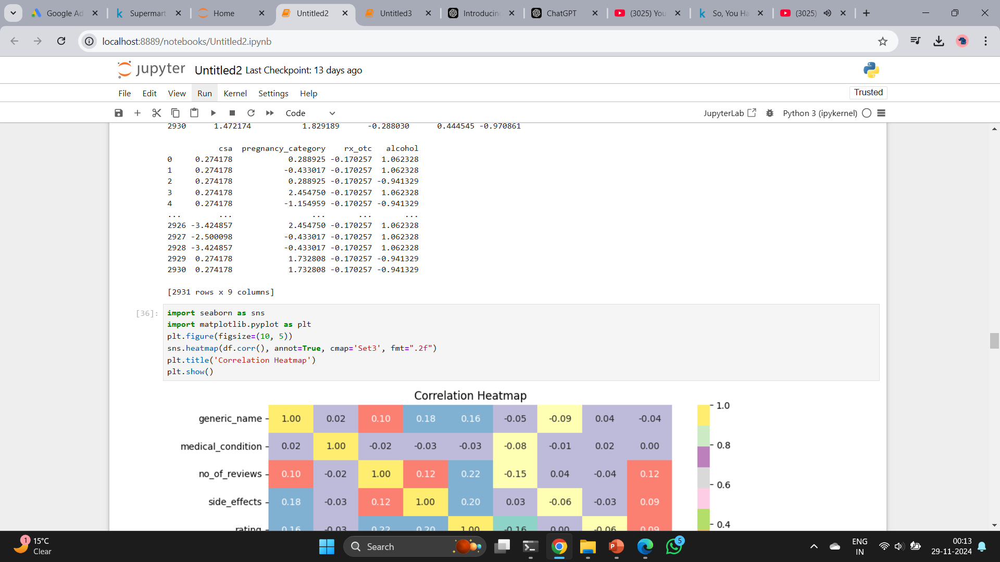 Google Ad
Supermart
Home
Untitled2
Untitled3
Introducin
ChatGPT
(3025) You
So, You Ha
(3025)
localhost:8889/notebooks/Untitled2.ipynb
jupyter Untitled2 Last Checkpoint: 13 days ago
File Edit View Run Kernel Settings Help Trusted
Code JupyterLab Python 3 (ipykernel)
2930 1.472174 1.829189 -0.288030 0.444545 -0.970861
csa pregnancy_category rx_otc alcohol
0 0.274178 0.288925 -0.170257 1.062328
1 0.274178 -0.433017 -0.170257 1.062328
2 0.274178 0.288925 -0.170257 -0.941329
3 0.274178 2.454750 -0.170257 1.062328
4 0.274178 -1.154959 -0.170257 -0.941329
... ... ... ... ...
2926 -3.424857 2.454750 -0.170257 1.062328
2927 -2.500098 -0.433017 -0.170257 1.062328
2928 -3.424857 -0.433017 -0.170257 1.062328
2929 0.274178 1.732808 -0.170257 -0.941329
2930 0.274178 1.732808 -0.170257 -0.941329
[2931 rows x 9 columns]
[36]: import seaborn as sns
import matplotlib.pyplot as plt
plt.figure(figsize=(10, 5))
sns.heatmap(df.corr(), annot=True, cmap='Set3', fmt=".2f")
plt.title('Correlation Heatmap')
plt.show()
Correlation Heatmap
generic_name 1.00 0.02 0.10 0.18 0.16 -0.05 -0.09 0.04 -0.04
medical_condition 0.02 1.00 -0.02 -0.03 -0.03 -0.08 -0.01 0.02 0.00
no_of_reviews 0.10 -0.02 1.00 0.12 0.22 -0.15 0.04 -0.04 0.12
side_effects 0.18 -0.03 0.12 1.00 0.20 0.03 -0.06 -0.03 0.09
rating 0.16 -0.03 0.22 0.20 1.00 -0.16 0.00 -0.06 0.09
1.0
0.8
0.6
0.4
1
15°C
Clear
Search
5
ENG
IN
00:13
29-11-2024